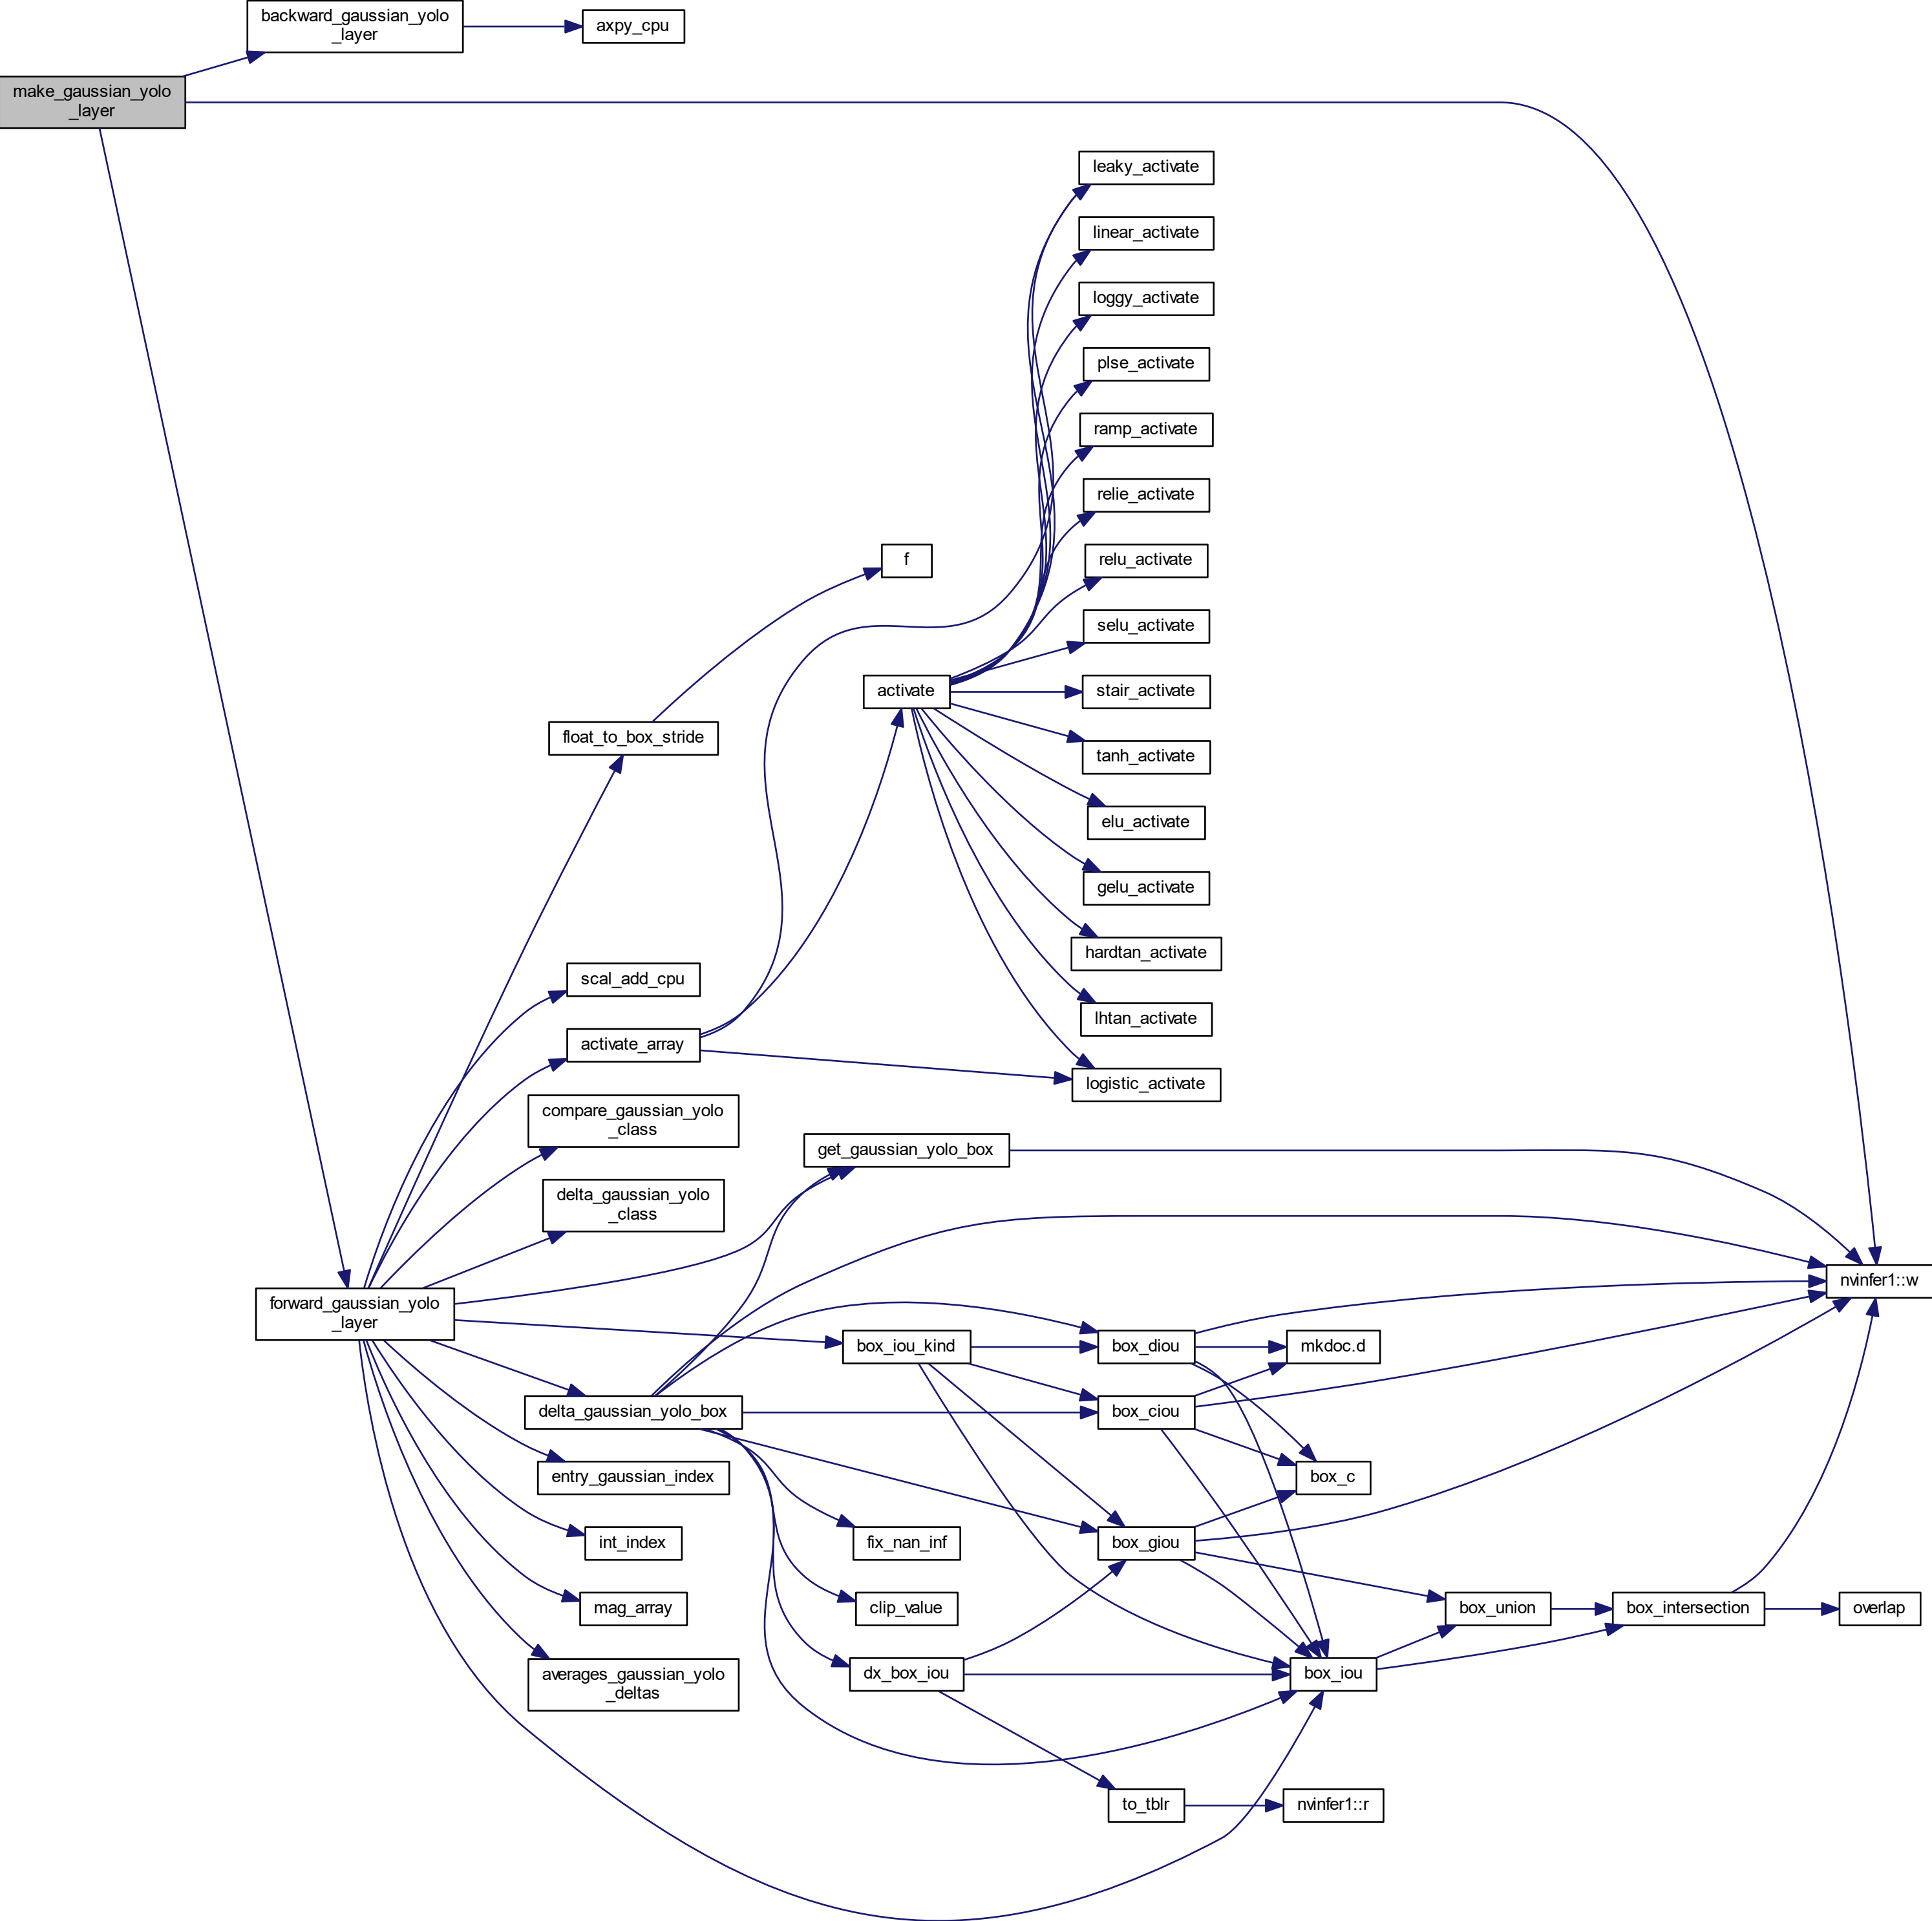 backward_gaussian_yolo
_layer
axpy_cpu
make_gaussian_yolo
_layer
leaky_activate
linear_activate
loggy_activate
plse_activate
ramp_activate
relie_activate
f
relu_activate
selu_activate
activate
stair_activate
float_to_box_stride
tanh_activate
elu_activate
gelu_activate
hardtan_activate
scal_add_cpu
lhtan_activate
activate_array
logistic_activate
compare_gaussian_yolo
_class
get_gaussian_yolo_box
delta_gaussian_yolo
_class
nvinfer1::w
forward_gaussian_yolo
_layer
box_iou_kind
box_diou
mkdoc.d
delta_gaussian_yolo_box
box_ciou
entry_gaussian_index
box_c
int_index
fix_nan_inf
box_giou
mag_array
clip_value
box_union
box_intersection
overlap
averages_gaussian_yolo
_deltas
dx_box_iou
box_iou
to_tblr
nvinfer1::r